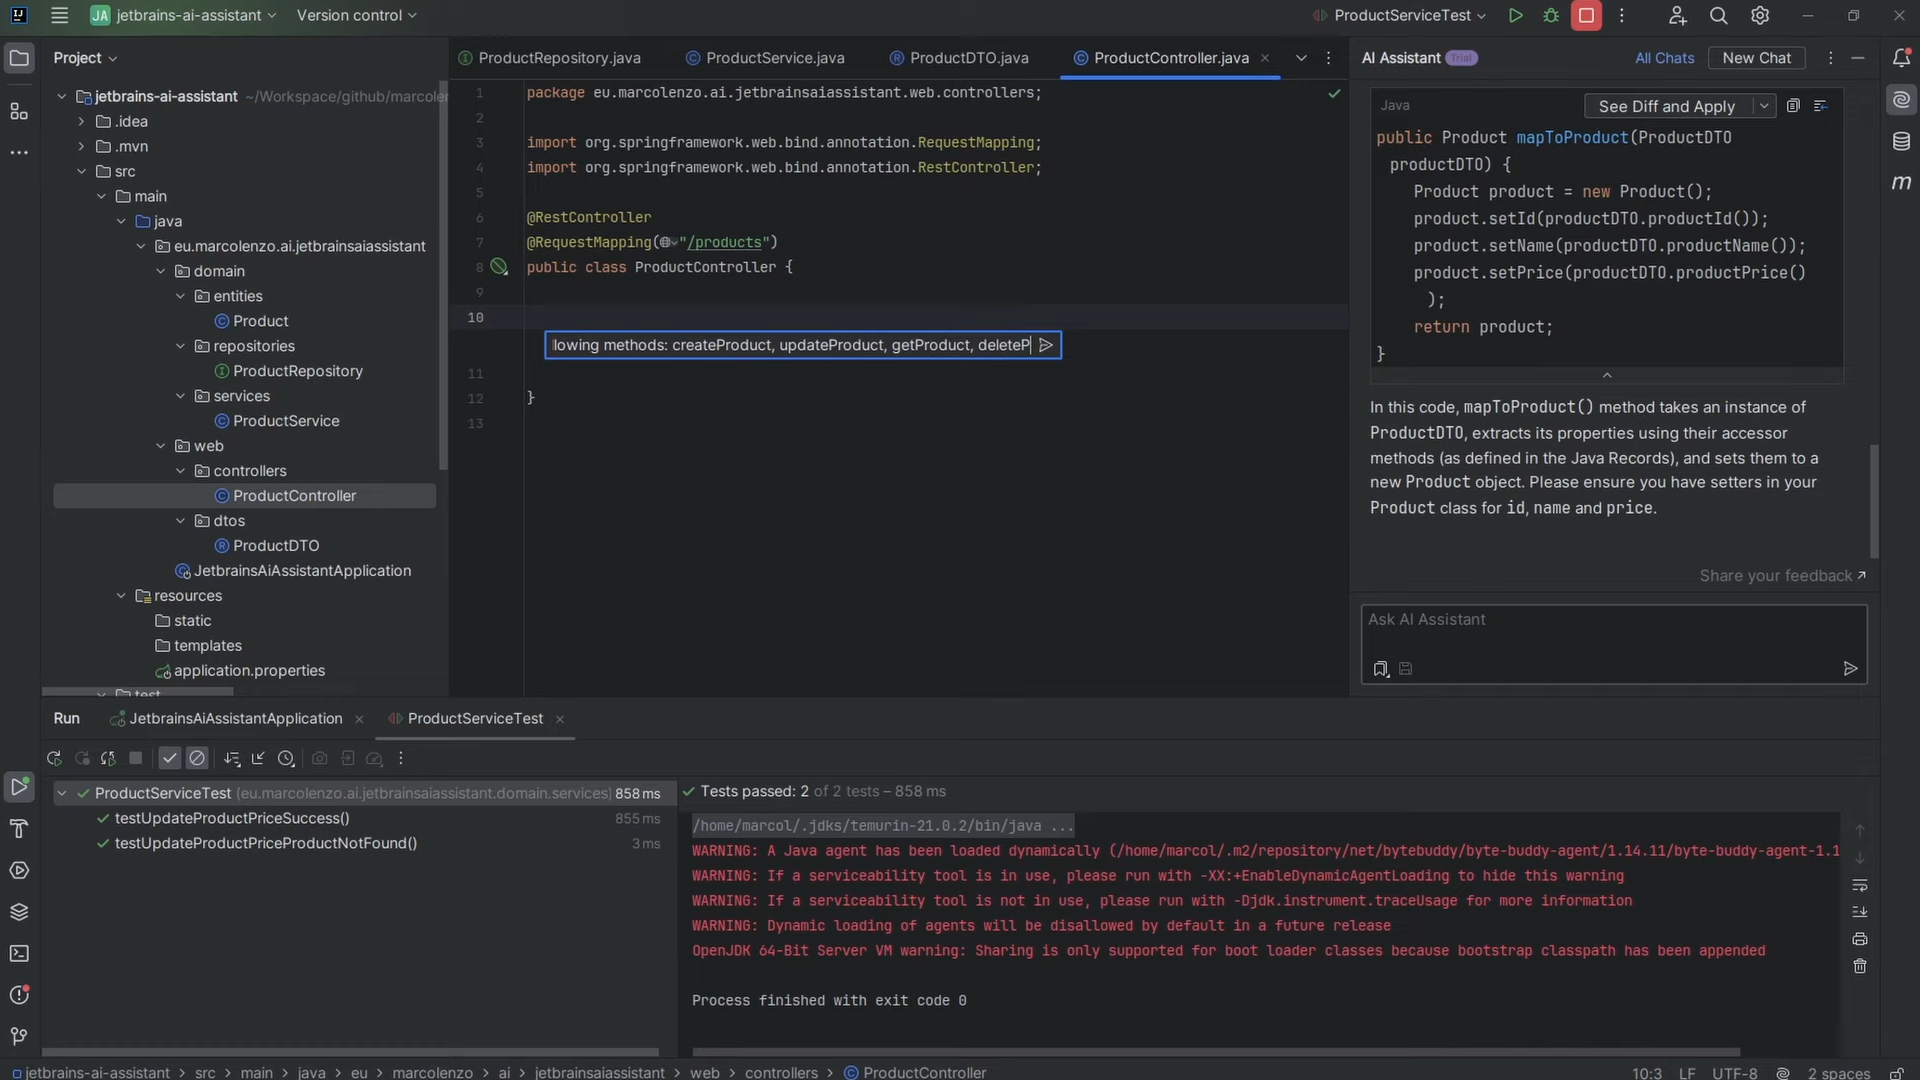 JA jetbrains-ai-assistant Version control ProductServiceTest
Project
jetbrains-ai-assistant ~/Workspace/github/marcolen
.idea
.mvn
src
main
java
eu.marcolenzo.ai.jetbrainsaiassistant
domain
entities
Product
repositories
ProductRepository
services
ProductService
web
controllers
ProductController
dtos
ProductDTO
JetbrainsAiAssistantApplication
resources
static
templates
application.properties
test
ProductRepository.java ProductService.java ProductDTO.java ProductController.java
1 package eu.marcolenzo.ai.jetbrainsaiassistant.web.controllers;
2
3 import org.springframework.web.bind.annotation.RequestMapping;
4 import org.springframework.web.bind.annotation.RestController;
5
6 @RestController
7 @RequestMapping("/products")
8 public class ProductController {
9
10
lowing methods: createProduct, updateProduct, getProduct, deleteP
11
12 }
13
AI Assistant Trial All Chats New Chat
Java See Diff and Apply
public Product mapToProduct(ProductDTO
productDTO) {
Product product = new Product();
product.setId(productDTO.productId());
product.setName(productDTO.productName());
product.setPrice(productDTO.productPrice()
);
return product;
}
In this code, mapToProduct() method takes an instance of
ProductDTO, extracts its properties using their accessor
methods (as defined in the Java Records), and sets them to a
new Product object. Please ensure you have setters in your
Product class for id, name and price.
Share your feedback
Ask AI Assistant
Run JetbrainsAiAssistantApplication ProductServiceTest
ProductServiceTest (eu.marcolenzo.ai.jetbrainsaiassistant.domain.services) 858 ms
testUpdateProductPriceSuccess() 855 ms
testUpdateProductPriceProductNotFound() 3 ms
Tests passed: 2 of 2 tests – 858 ms
/home/marcol/.jdks/temurin-21.0.2/bin/java ...
WARNING: A Java agent has been loaded dynamically (/home/marcol/.m2/repository/net/bytebuddy/byte-buddy-agent/1.14.11/byte-buddy-agent-1.1
WARNING: If a serviceability tool is in use, please run with -XX:+EnableDynamicAgentLoading to hide this warning
WARNING: If a serviceability tool is not in use, please run with -Djdk.instrument.traceUsage for more information
WARNING: Dynamic loading of agents will be disallowed by default in a future release
OpenJDK 64-Bit Server VM warning: Sharing is only supported for boot loader classes because bootstrap classpath has been appended
Process finished with exit code 0
jetbrains-ai-assistant > src > main > java > eu > marcolenzo > ai > jetbrainsaiassistant > web > controllers > ProductController 10:3 LF UTF-8 2 spaces